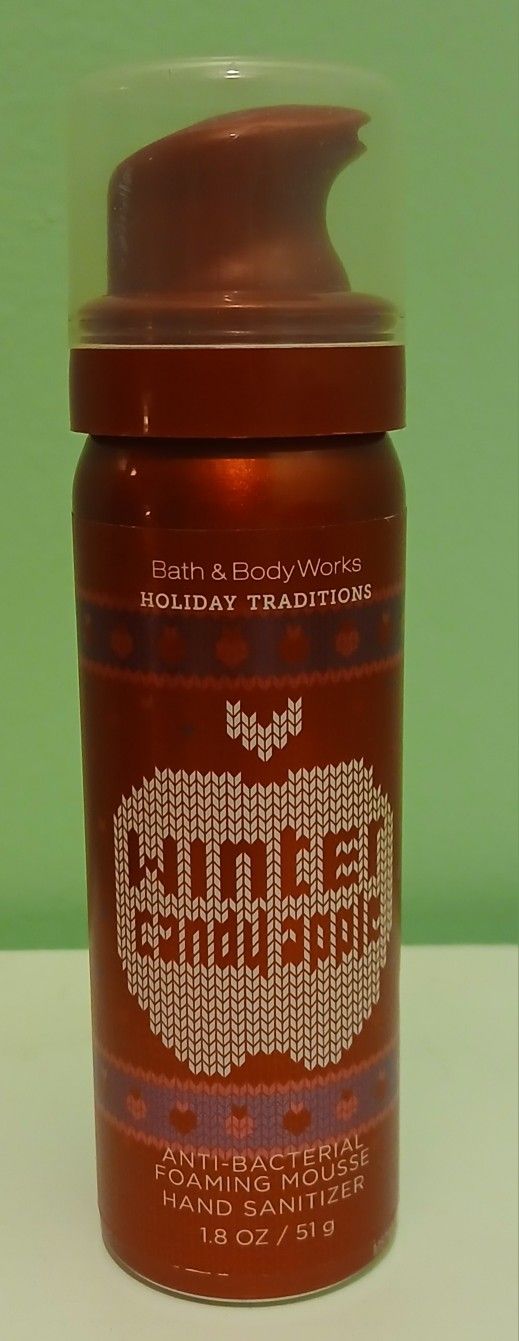 Bath & Body Works
HOLIDAY TRADITIONS
winter
candy apple
ANTI-BACTERIAL
FOAMING MOUSSE
HAND SANITIZER
1.8 OZ / 51 g